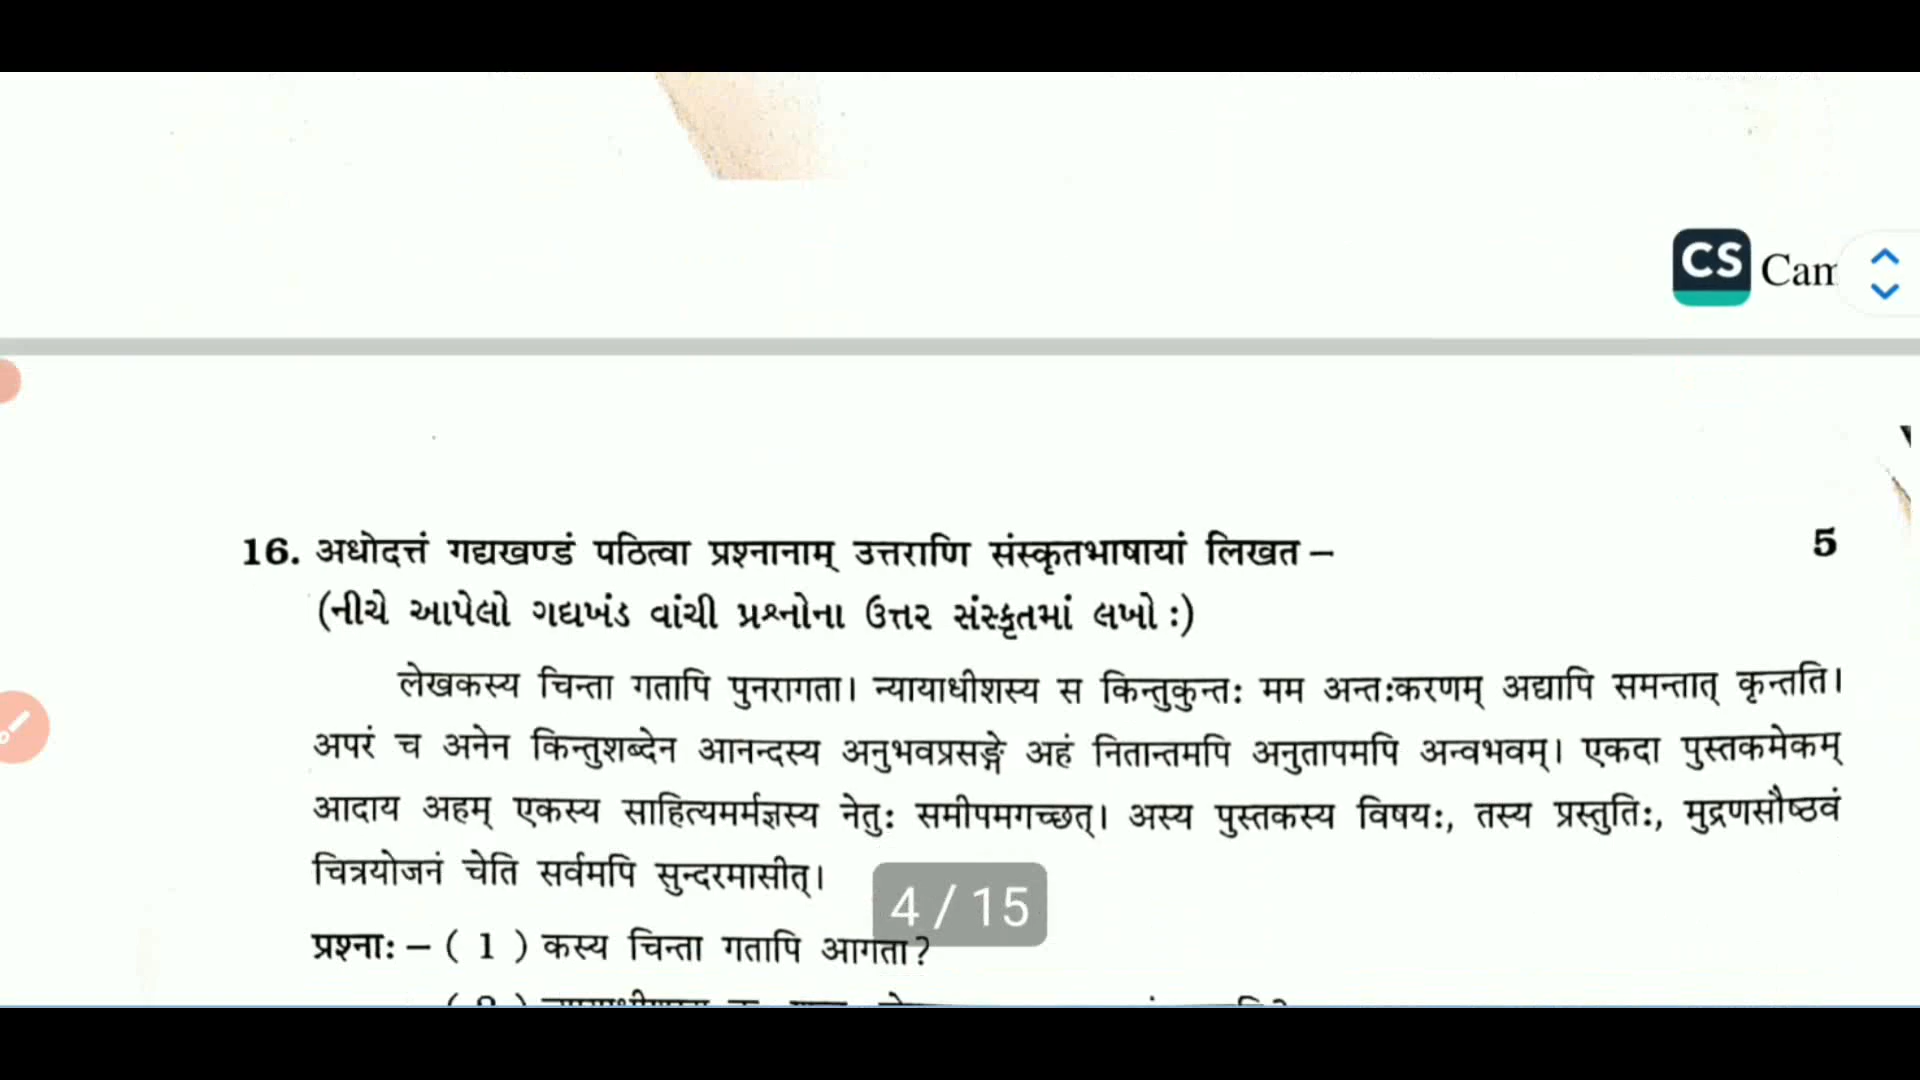 CS Cam
16. अधोदत्तं गद्यखण्डं पठित्वा प्रश्नानाम् उत्तराणि संस्कृतभाषायां लिखत – 5
(નીચે આપેલો ગદ્યખંડ વાંચી પ્રશ્નોના ઉત્તર સંસ્કૃતમાં લખો :)
लेखकस्य चिन्ता गतापि पुनरागता। न्यायाधीशस्य स किन्तुकुन्तः मम अन्तःकरणम् अद्यापि समन्तात् कृन्तति।
अपरं च अनेन किन्तुशब्देन आनन्दस्य अनुभवप्रसङ्गे अहं नितान्तमपि अनुतापमपि अन्वभवम्। एकदा पुस्तकमेकम्
आदाय अहम् एकस्य साहित्यमर्मज्ञस्य नेतुः समीपमगच्छत्। अस्य पुस्तकस्य विषयः, तस्य प्रस्तुतिः, मुद्रणसौष्ठवं
चित्रयोजनं चेति सर्वमपि सुन्दरमासीत्।
4 / 15
प्रश्नाः – ( 1 ) कस्य चिन्ता गतापि आगता?